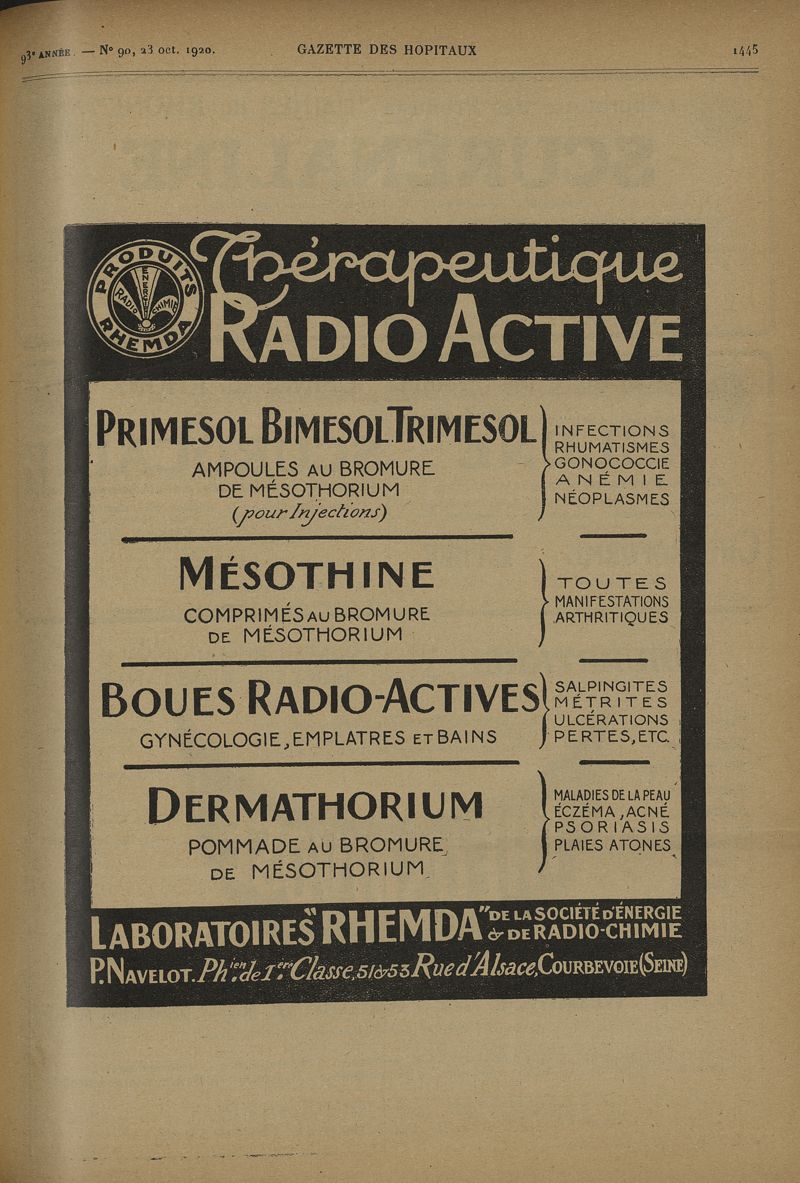 93e ANNÉE. — N° 90, 23 oct. 1920.
GAZETTE DES HOPITAUX
1445
PRODUITS
RHEMDA
ENERGIE
RADIO
CHIMIE
Thérapeutique
RADIO ACTIVE
PRIMESOL BIMESOL.TRIMESOL
AMPOULES AU BROMURE
DE MÉSOTHORIUM
(pour Injections)
INFECTIONS
RHUMATISMES
GONOCOCCIE
ANÉMIE
NÉOPLASMES
MÉSOTHINE
COMPRIMÉS AU BROMURE
DE MÉSOTHORIUM
TOUTES
MANIFESTATIONS
ARTHRITIQUES
BOUES RADIO-ACTIVES
GYNÉCOLOGIE, EMPLATRES ET BAINS
SALPINGITES
MÉTRITES
ULCÉRATIONS
PERTES, ETC.
DERMATHORIUM
POMMADE AU BROMURE
DE MÉSOTHORIUM
MALADIES DE LA PEAU
ÉCZÉMA, ACNÉ
PSORIASIS
PLAIES ATONES
LABORATOIRES "RHEMDA" DE LA SOCIÉTÉ D'ÉNERGIE
& DE RADIO-CHIMIE
P. NAVELOT. Phien de 1ère Classe, 51 & 53 Rue d'Alsace, COURBEVOIE (SEINE)